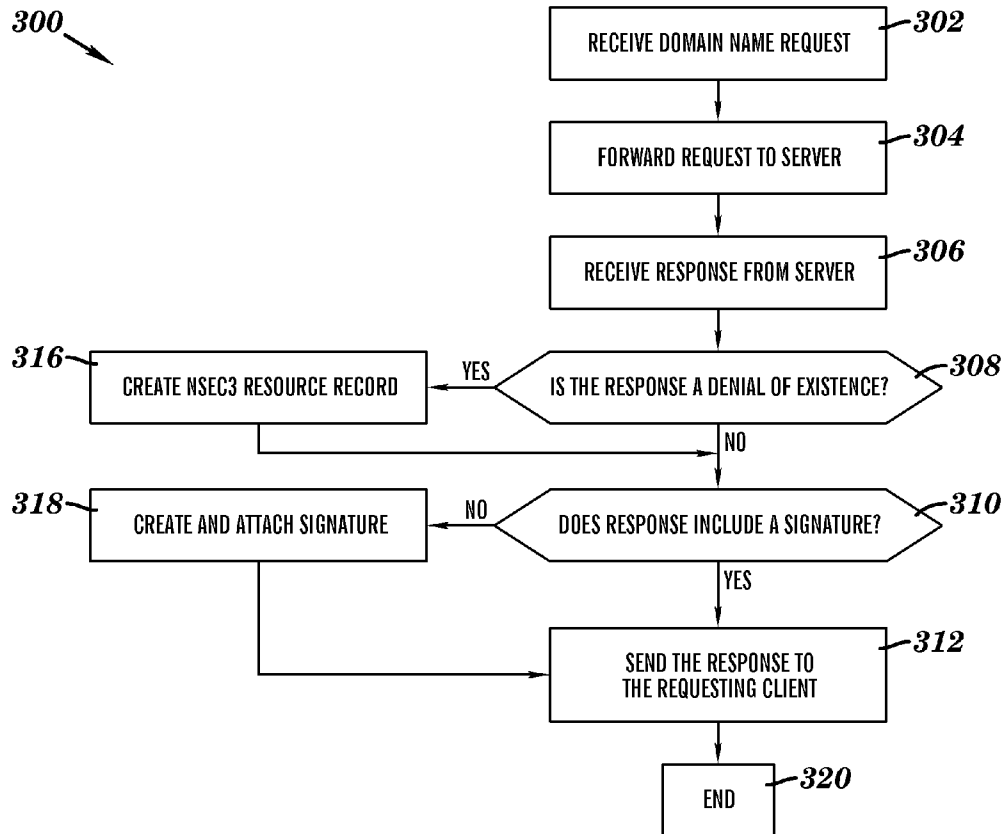 300
302
RECEIVE DOMAIN NAME REQUEST
304
FORWARD REQUEST TO SERVER
306
RECEIVE RESPONSE FROM SERVER
316
CREATE NSEC3 RESOURCE RECORD
YES
IS THE RESPONSE A DENIAL OF EXISTENCE?
308
NO
318
CREATE AND ATTACH SIGNATURE
NO
DOES RESPONSE INCLUDE A SIGNATURE?
310
YES
312
SEND THE RESPONSE TO
THE REQUESTING CLIENT
320
END